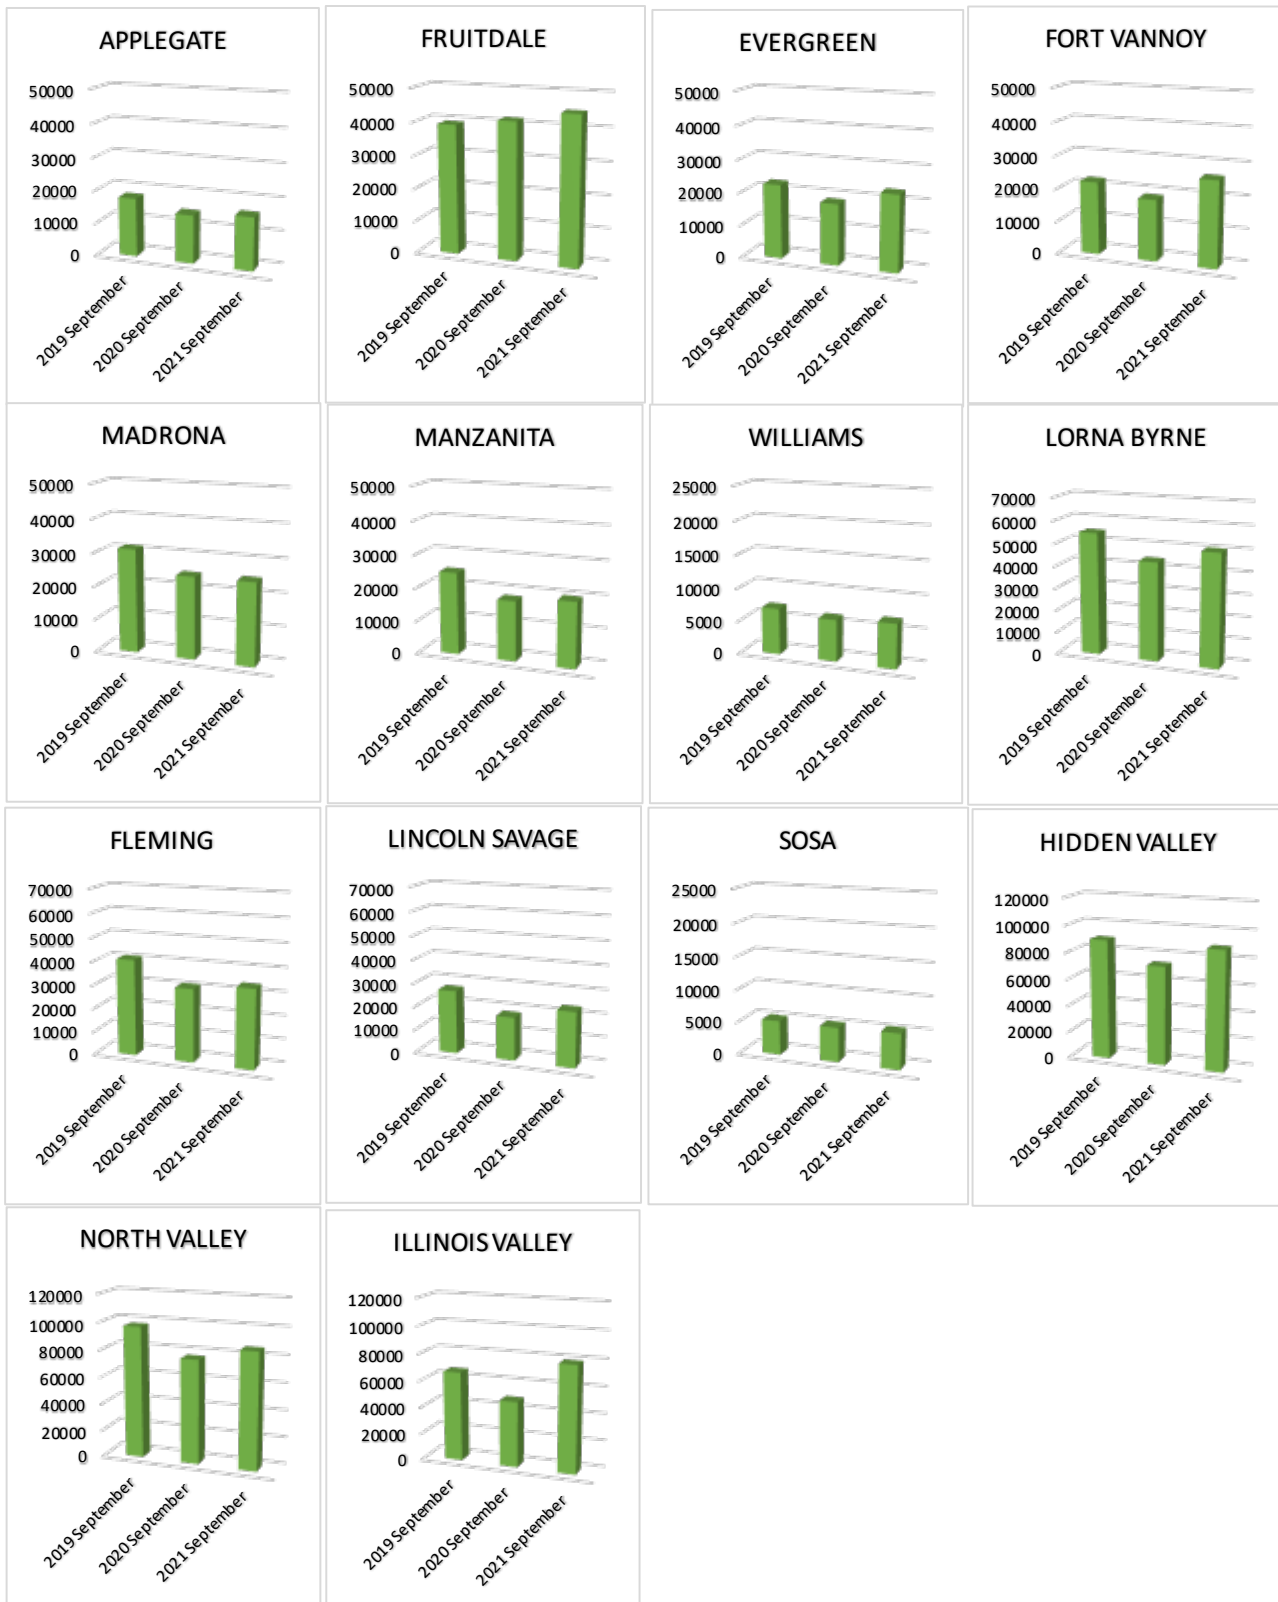 APPLEGATE
50000
40000
30000
20000
10000
0
2019 September
2020 September
2021 September
FRUITDALE
50000
40000
30000
20000
10000
0
2019 September
2020 September
2021 September
EVERGREEN
50000
40000
30000
20000
10000
0
2019 September
2020 September
2021 September
FORT VANNOY
50000
40000
30000
20000
10000
0
2019 September
2020 September
2021 September
MADRONA
50000
40000
30000
20000
10000
0
2019 September
2020 September
2021 September
MANZANITA
50000
40000
30000
20000
10000
0
2019 September
2020 September
2021 September
WILLIAMS
25000
20000
15000
10000
5000
0
2019 September
2020 September
2021 September
LORNA BYRNE
70000
60000
50000
40000
30000
20000
10000
0
2019 September
2020 September
2021 September
FLEMING
70000
60000
50000
40000
30000
20000
10000
0
2019 September
2020 September
2021 September
LINCOLN SAVAGE
70000
60000
50000
40000
30000
20000
10000
0
2019 September
2020 September
2021 September
SOSA
25000
20000
15000
10000
5000
0
2019 September
2020 September
2021 September
HIDDEN VALLEY
120000
100000
80000
60000
40000
20000
0
2019 September
2020 September
2021 September
NORTH VALLEY
120000
100000
80000
60000
40000
20000
0
2019 September
2020 September
2021 September
ILLINOIS VALLEY
120000
100000
80000
60000
40000
20000
0
2019 September
2020 September
2021 September